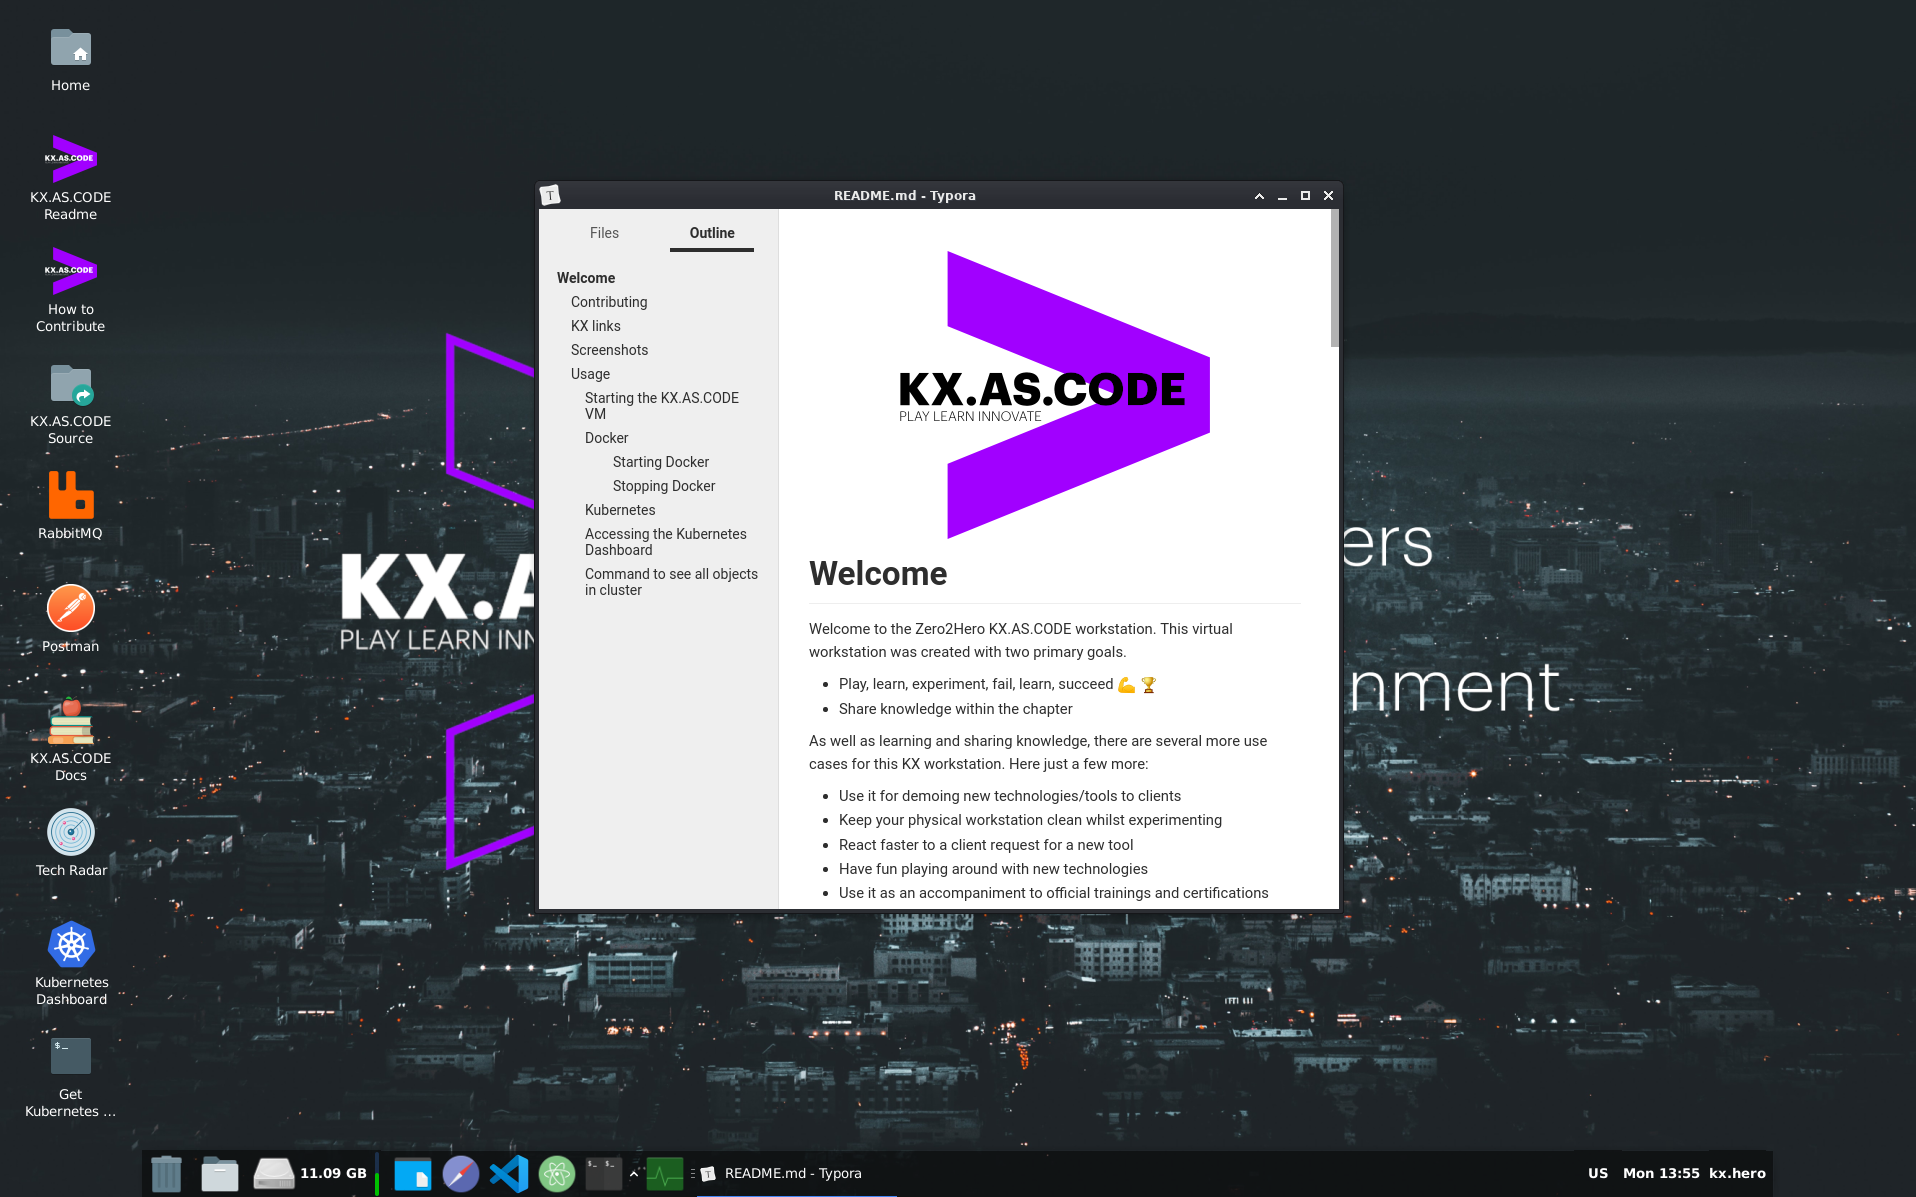 Home
KX.AS.CODE
KX.AS.CODE
Readme
KX.AS.CODE
How to
Contribute
KX.AS.CODE
Source
RabbitMQ
Postman
KX.AS.CODE
Docs
Tech Radar
Kubernetes
Dashboard
$_
Get
Kubernetes ...
KX.A
PLAY LEARN INN
ers
nment
T
README.md - Typora
Files
Outline
Welcome
Contributing
KX links
Screenshots
Usage
Starting the KX.AS.CODE
VM
Docker
Starting Docker
Stopping Docker
Kubernetes
Accessing the Kubernetes
Dashboard
Command to see all objects
in cluster
KX.AS.CODE
PLAY LEARN INNOVATE
Welcome
Welcome to the Zero2Hero KX.AS.CODE workstation. This virtual
workstation was created with two primary goals.
• Play, learn, experiment, fail, learn, succeed 💪 🏆
• Share knowledge within the chapter
As well as learning and sharing knowledge, there are several more use
cases for this KX workstation. Here just a few more:
• Use it for demoing new technologies/tools to clients
• Keep your physical workstation clean whilst experimenting
• React faster to a client request for a new tool
• Have fun playing around with new technologies
• Use it as an accompaniment to official trainings and certifications
11.09 GB
$_ $_
T
README.md - Typora
US
Mon 13:55
kx.hero